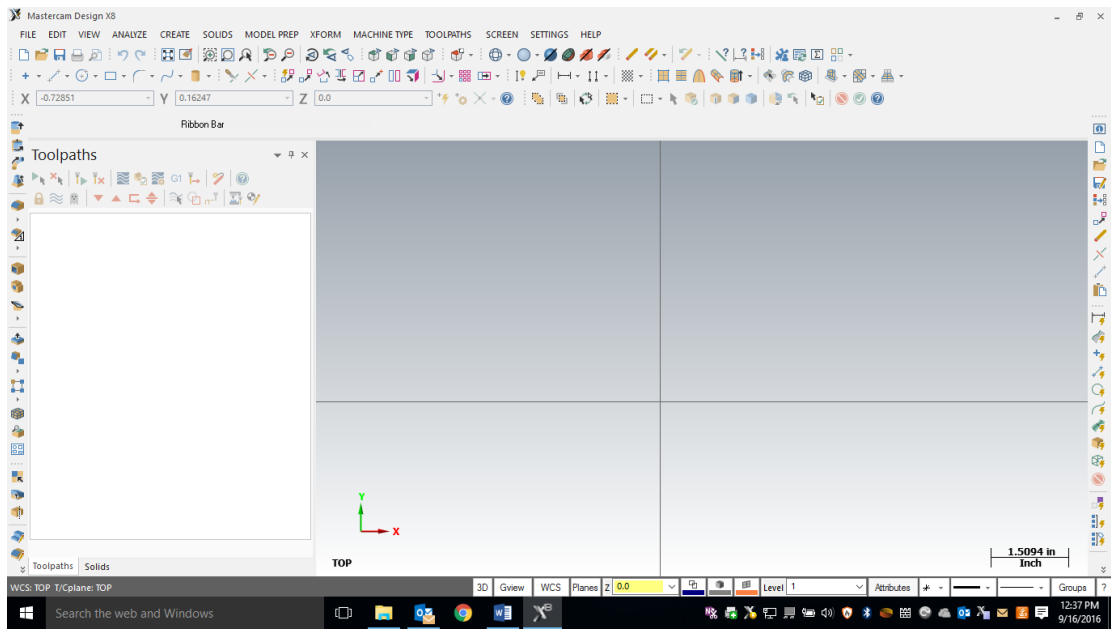 Mastercam Design X8
FILE EDIT VIEW ANALYZE CREATE SOLIDS MODEL PREP XFORM MACHINE TYPE TOOLPATHS SCREEN SETTINGS HELP
X -0.72851 Y 0.16247 Z 0.0
Ribbon Bar
Toolpaths
G1
Y
X
TOP
1.5094 in
Inch
Toolpaths Solids
WCS: TOP T/Cplane: TOP
3D Gview WCS Planes Z 0.0 Level 1 Attributes Groups ?
Search the web and Windows
12:37 PM
9/16/2016